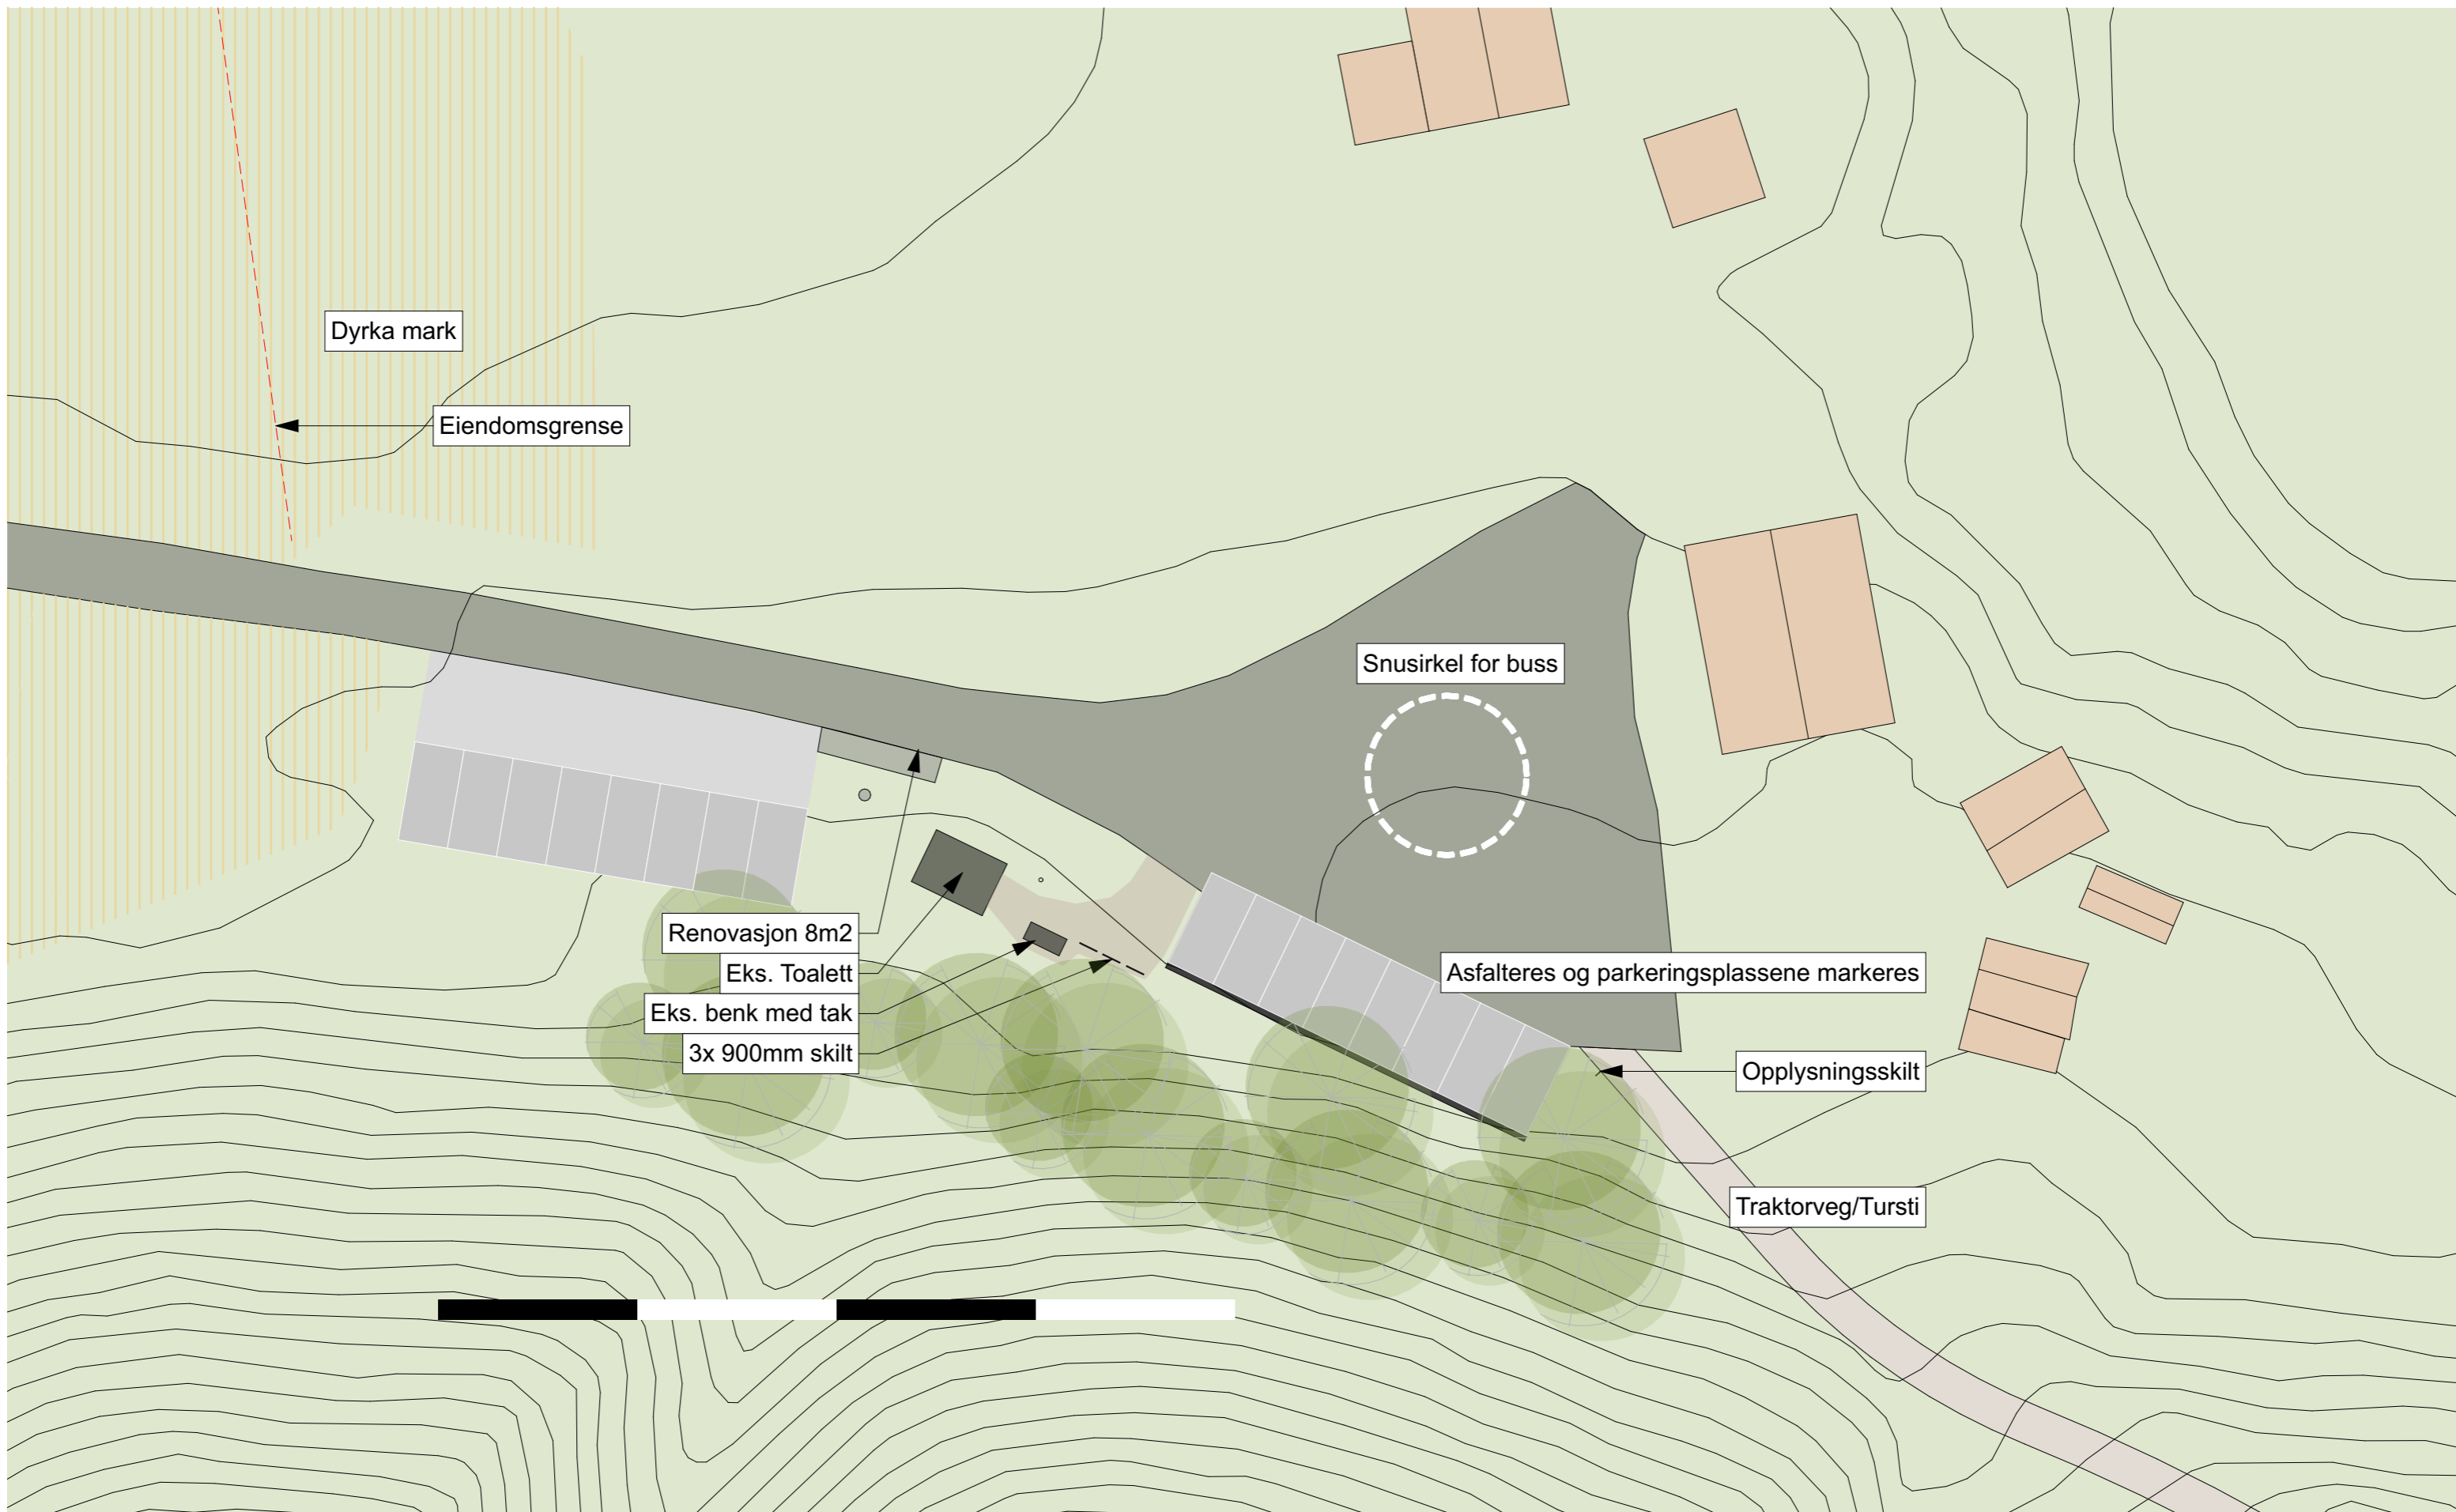 Dyrka mark
Eiendomsgrense
Snusirkel for buss
Renovasjon 8m2
Eks. Toalett
Eks. benk med tak
3x 900mm skilt
Asfalteres og parkeringsplassene markeres
Opplysningsskilt
Traktorveg/Tursti